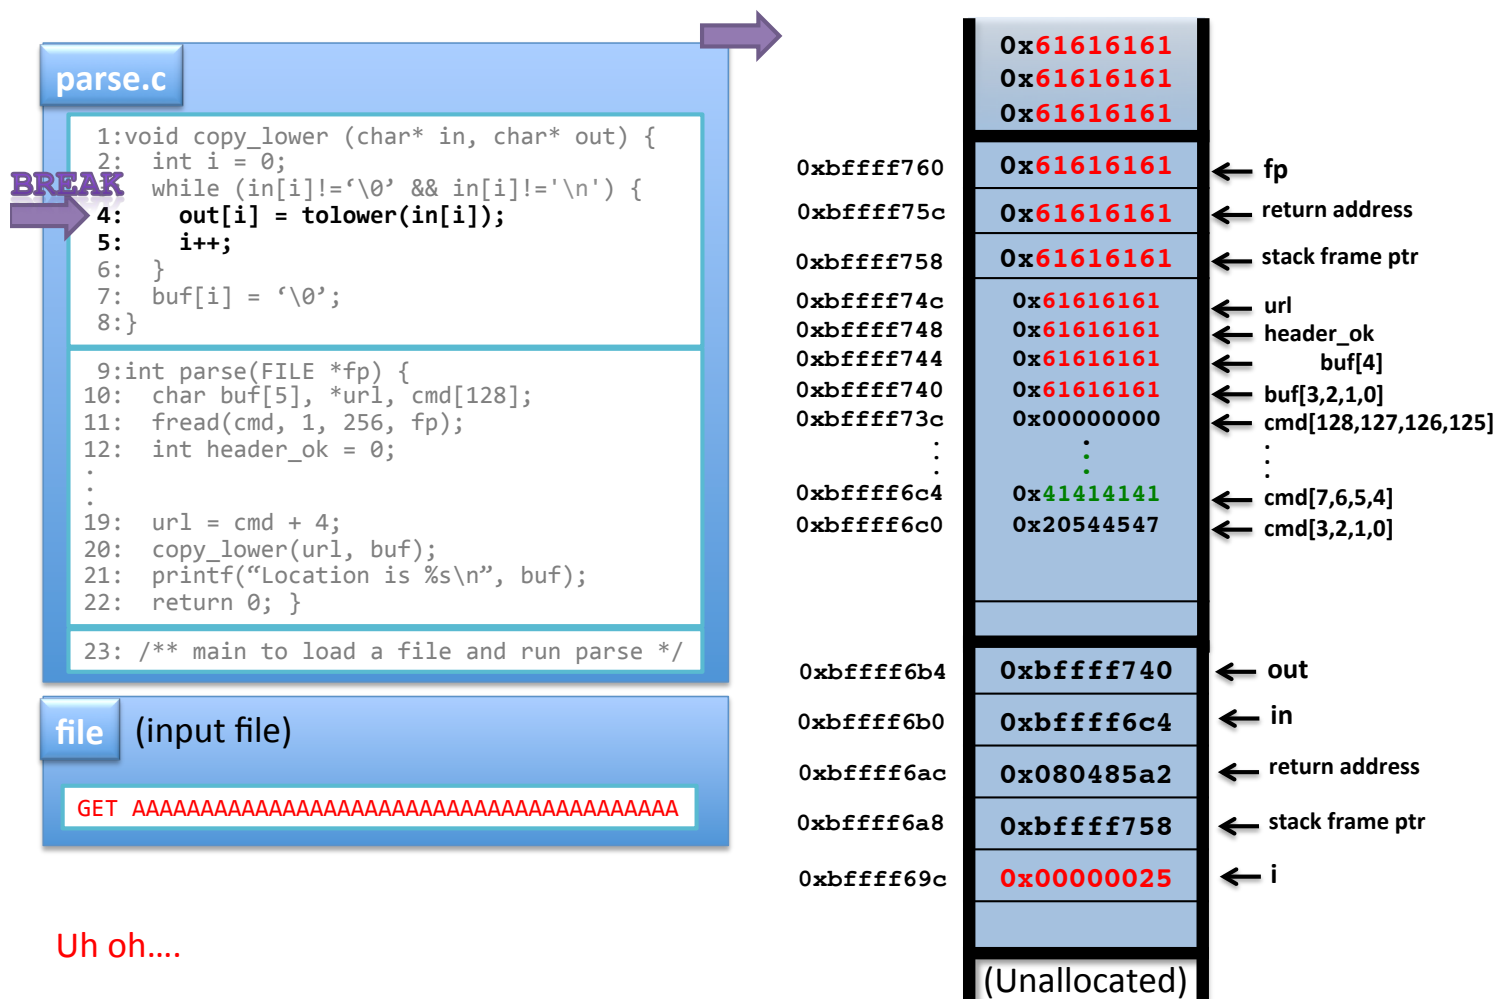 parse.c
1:void copy_lower (char* in, char* out) {
2:  int i = 0;
BREAK
while (in[i]!=‘\0’ && in[i]!='\n') {
4:    out[i] = tolower(in[i]);
5:    i++;
6:  }
7:  buf[i] = ‘\0’;
8:}
9:int parse(FILE *fp) {
10:  char buf[5], *url, cmd[128];
11:  fread(cmd, 1, 256, fp);
12:  int header_ok = 0;
.
.
19:  url = cmd + 4;
20:  copy_lower(url, buf);
21:  printf(“Location is %s\n”, buf);
22:  return 0; }
23: /** main to load a file and run parse */
file (input file)
GET AAAAAAAAAAAAAAAAAAAAAAAAAAAAAAAAAAAAAAAA
Uh oh….
0x61616161
0x61616161
0x61616161
0xbffff760 0x61616161 fp
0xbffff75c 0x61616161 return address
0xbffff758 0x61616161 stack frame ptr
0xbffff74c 0x61616161 url
0xbffff748 0x61616161 header_ok
0xbffff744 0x61616161 buf[4]
0xbffff740 0x61616161 buf[3,2,1,0]
0xbffff73c 0x00000000 cmd[128,127,126,125]
. . .
. . .
. . .
0xbffff6c4 0x41414141 cmd[7,6,5,4]
0xbffff6c0 0x20544547 cmd[3,2,1,0]
0xbffff6b4 0xbffff740 out
0xbffff6b0 0xbffff6c4 in
0xbffff6ac 0x080485a2 return address
0xbffff6a8 0xbffff758 stack frame ptr
0xbffff69c 0x00000025 i
(Unallocated)